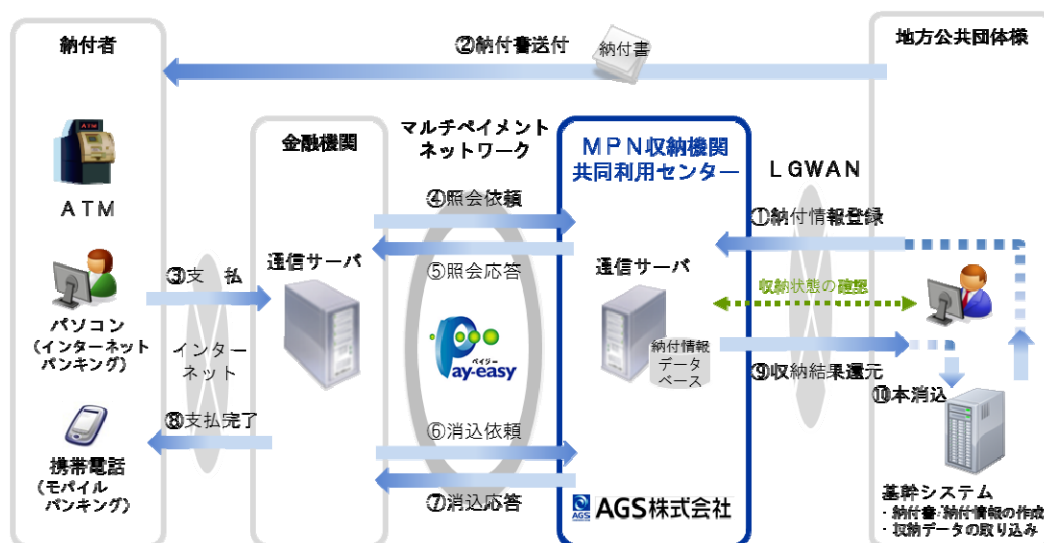 納付者
②納付書送付
納付書
地方公共団体様
ATM
ATM
パソコン
(インターネット
バンキング)
携帯電話
(モバイル
バンキング)
③支 払
インター
ネット
⑧支払完了
金融機関
通信サーバ
マルチペイメント
ネットワーク
④照会依頼
⑤照会応答
ペイジー
Pay-easy
⑥消込依頼
⑦消込応答
MPN収納機関
共同利用センター
通信サーバ
納付情報
データ
ベース
AGS
AGS株式会社
LGWAN
①納付情報登録
収納状態の確認
⑨収納結果還元
⑩本消込
基幹システム
・納付書・納付情報の作成
・収納データの取り込み